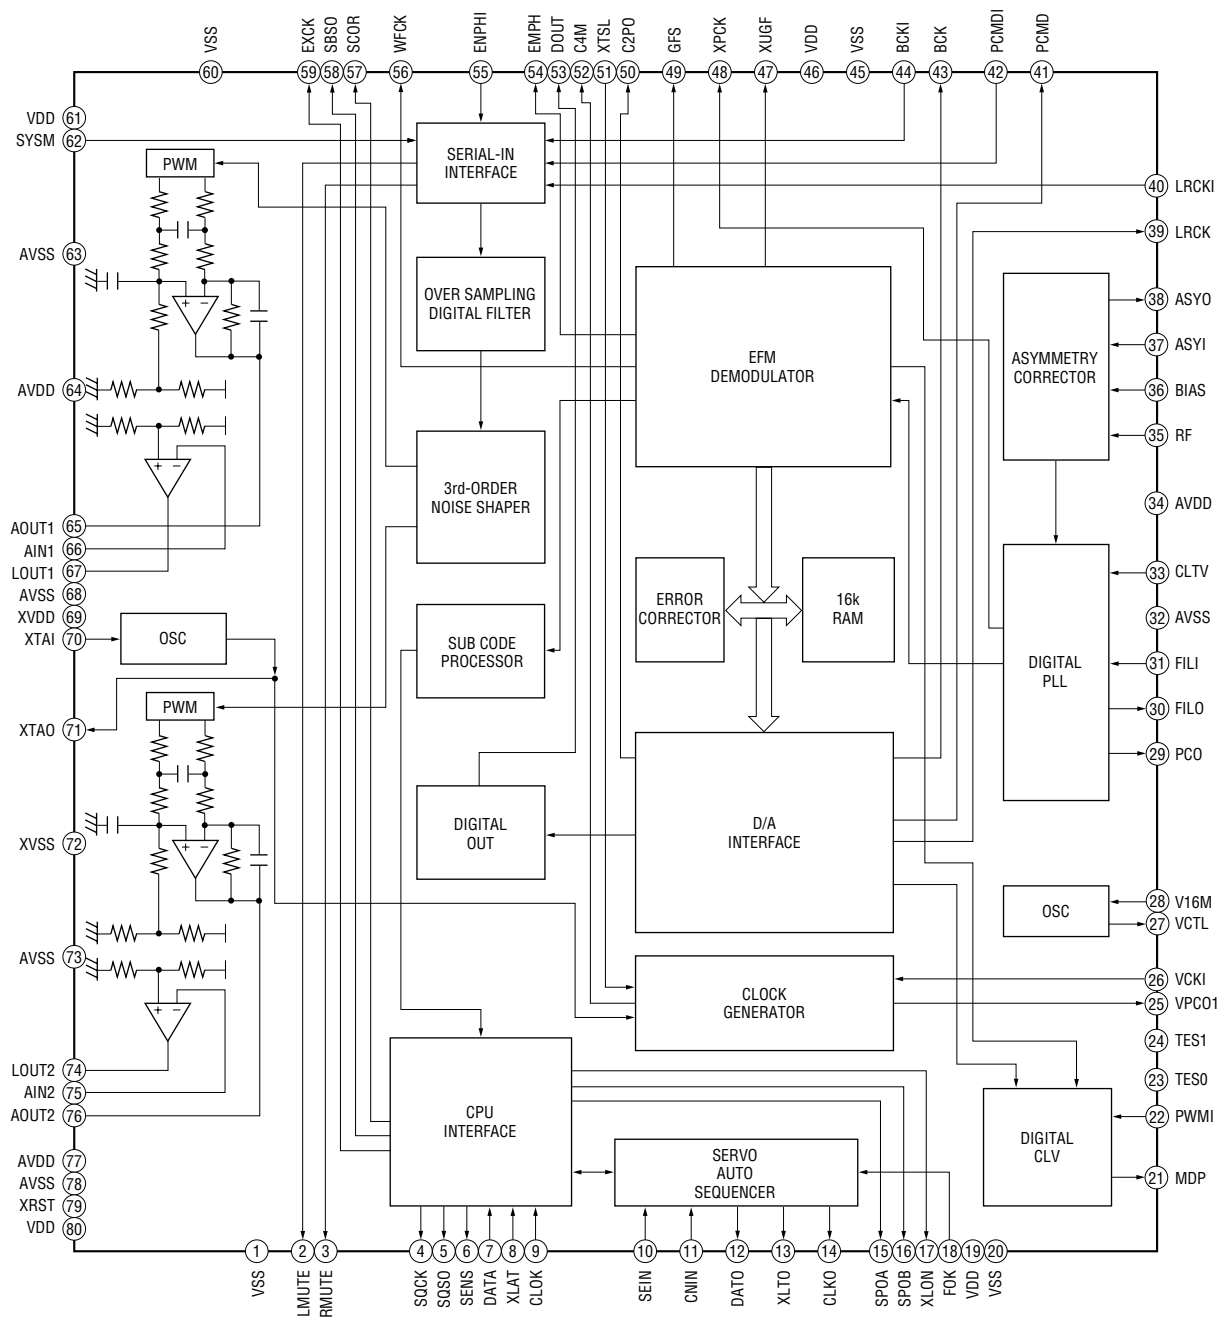 VSS
EXCK
SBSO
SCOR
WFCK
ENPHI
EMPH
DOUT
C4M
XTSL
C2PO
GFS
XPCK
XUGF
VDD
VSS
BCKI
BCK
PCMDI
PCMD
60
59
58
57
56
55
54
53
52
51
50
49
48
47
46
45
44
43
42
41
VDD 61
SYSM 62
AVSS 63
AVDD 64
AOUT1 65
AIN1 66
LOUT1 67
AVSS 68
XVDD 69
XTAI 70
XTAO 71
XVSS 72
AVSS 73
LOUT2 74
AIN2 75
AOUT2 76
AVDD 77
AVSS 78
XRST 79
VDD 80
PWM
+ −
+ −
OSC
PWM
+ −
+ −
SERIAL-IN
INTERFACE
OVER SAMPLING
DIGITAL FILTER
3rd-ORDER
NOISE SHAPER
SUB CODE
PROCESSOR
DIGITAL
OUT
CPU
INTERFACE
EFM
DEMODULATOR
ERROR
CORRECTOR
16k
RAM
D/A
INTERFACE
CLOCK
GENERATOR
SERVO
AUTO
SEQUENCER
ASYMMETRY
CORRECTOR
DIGITAL
PLL
OSC
DIGITAL
CLV
40 LRCKI
39 LRCK
38 ASYO
37 ASYI
36 BIAS
35 RF
34 AVDD
33 CLTV
32 AVSS
31 FILI
30 FILO
29 PCO
28 V16M
27 VCTL
26 VCKI
25 VPCO1
24 TES1
23 TES0
22 PWMI
21 MDP
1
2
3
4
5
6
7
8
9
10
11
12
13
14
15
16
17
18
19
20
VSS
LMUTE
RMUTE
SQCK
SQSO
SENS
DATA
XLAT
CLOK
SEIN
CNIN
DATO
XLTO
CLKO
SPOA
SPOB
XLON
FOK
VDD
VSS